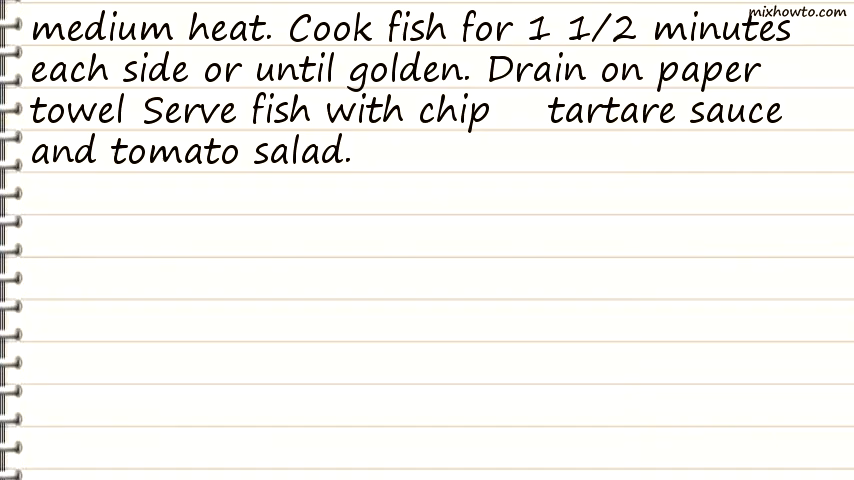 mixhowto.com
medium heat. Cook fish for 1 1/2 minutes
each side or until golden. Drain on paper
towel Serve fish with chip tartare sauce
and tomato salad.